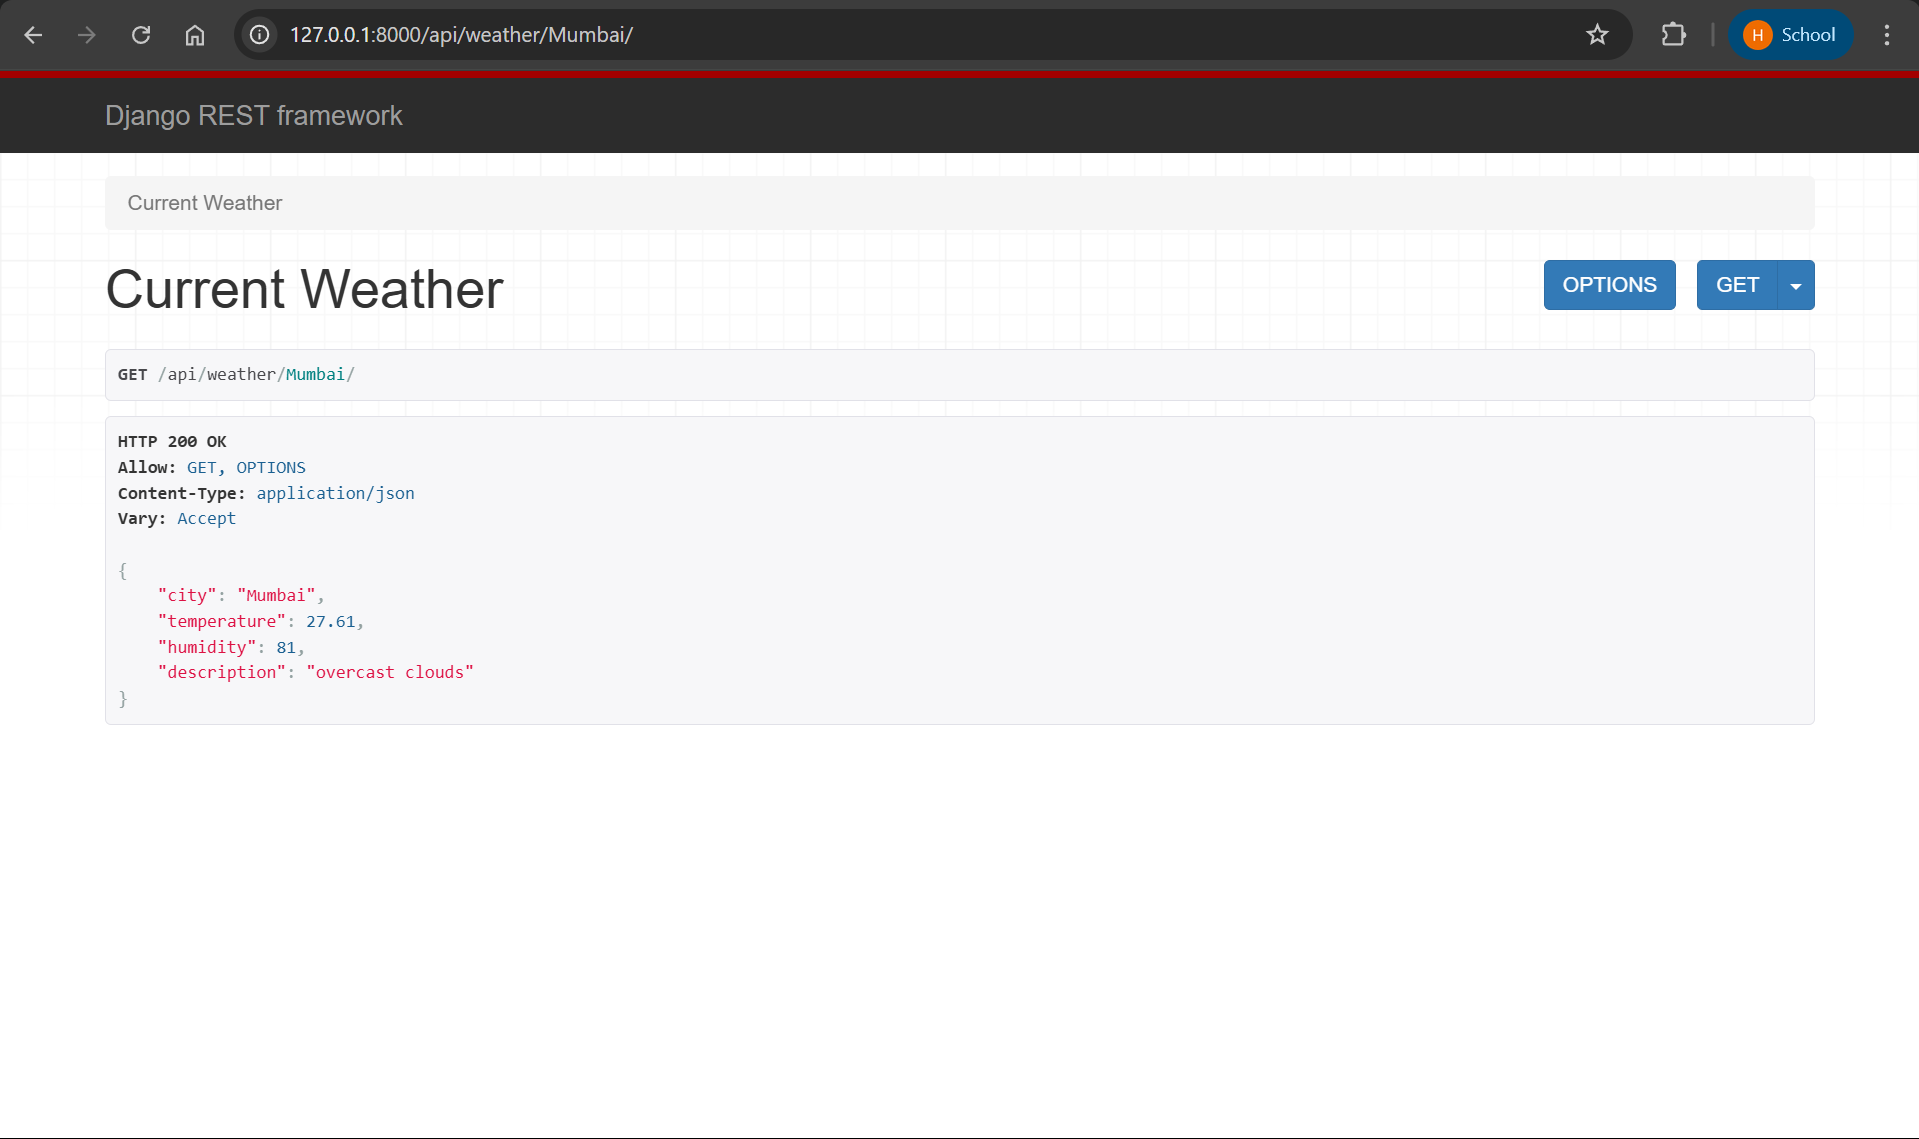 127.0.0.1:8000/api/weather/Mumbai/
H School
Django REST framework
Current Weather
Current Weather
OPTIONS
GET
GET /api/weather/Mumbai/
HTTP 200 OK
Allow: GET, OPTIONS
Content-Type: application/json
Vary: Accept
{
    "city": "Mumbai",
    "temperature": 27.61,
    "humidity": 81,
    "description": "overcast clouds"
}